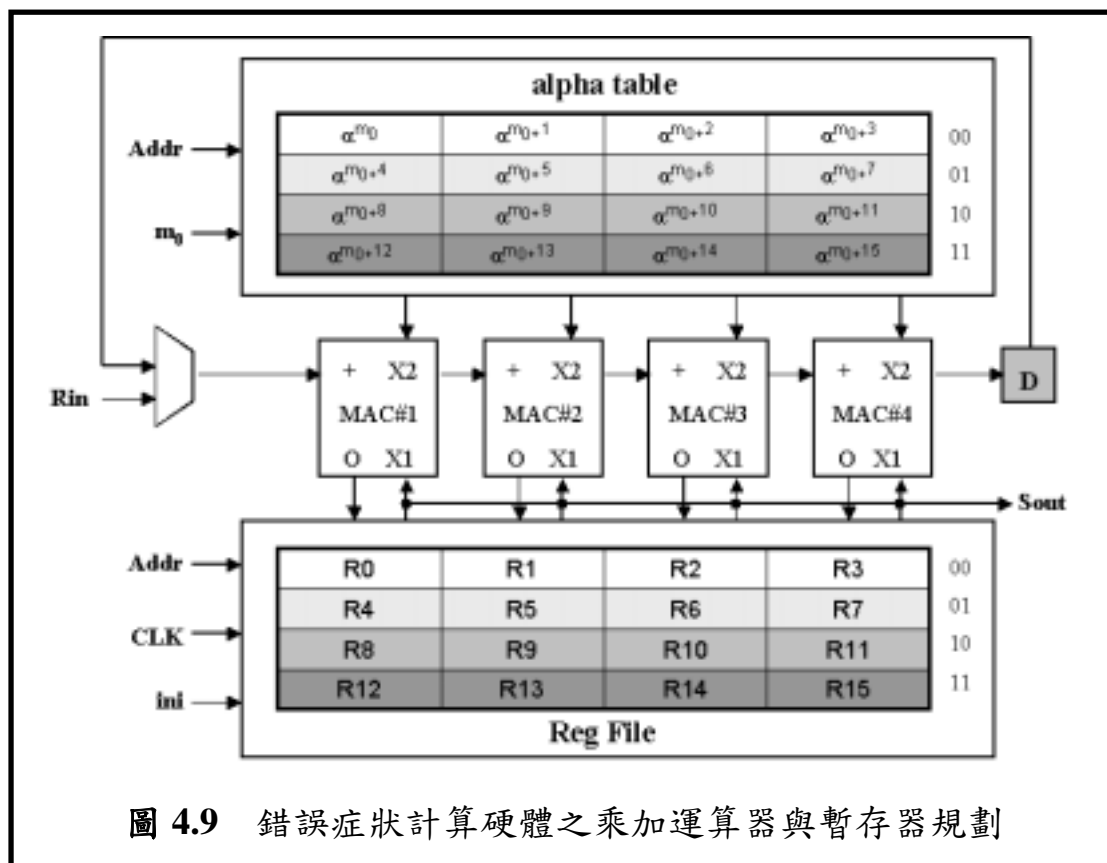 alpha table
Addr
m₀
α^m₀ α^m₀+1 α^m₀+2 α^m₀+3 00
α^m₀+4 α^m₀+5 α^m₀+6 α^m₀+7 01
α^m₀+8 α^m₀+9 α^m₀+10 α^m₀+11 10
α^m₀+12 α^m₀+13 α^m₀+14 α^m₀+15 11
Rin
+ X2 + X2 + X2 + X2
MAC#1 MAC#2 MAC#3 MAC#4
O X1 O X1 O X1 O X1
D
Sout
Addr
CLK
ini
R0 R1 R2 R3 00
R4 R5 R6 R7 01
R8 R9 R10 R11 10
R12 R13 R14 R15 11
Reg File
圖 4.9 錯誤症狀計算硬體之乘加運算器與暫存器規劃